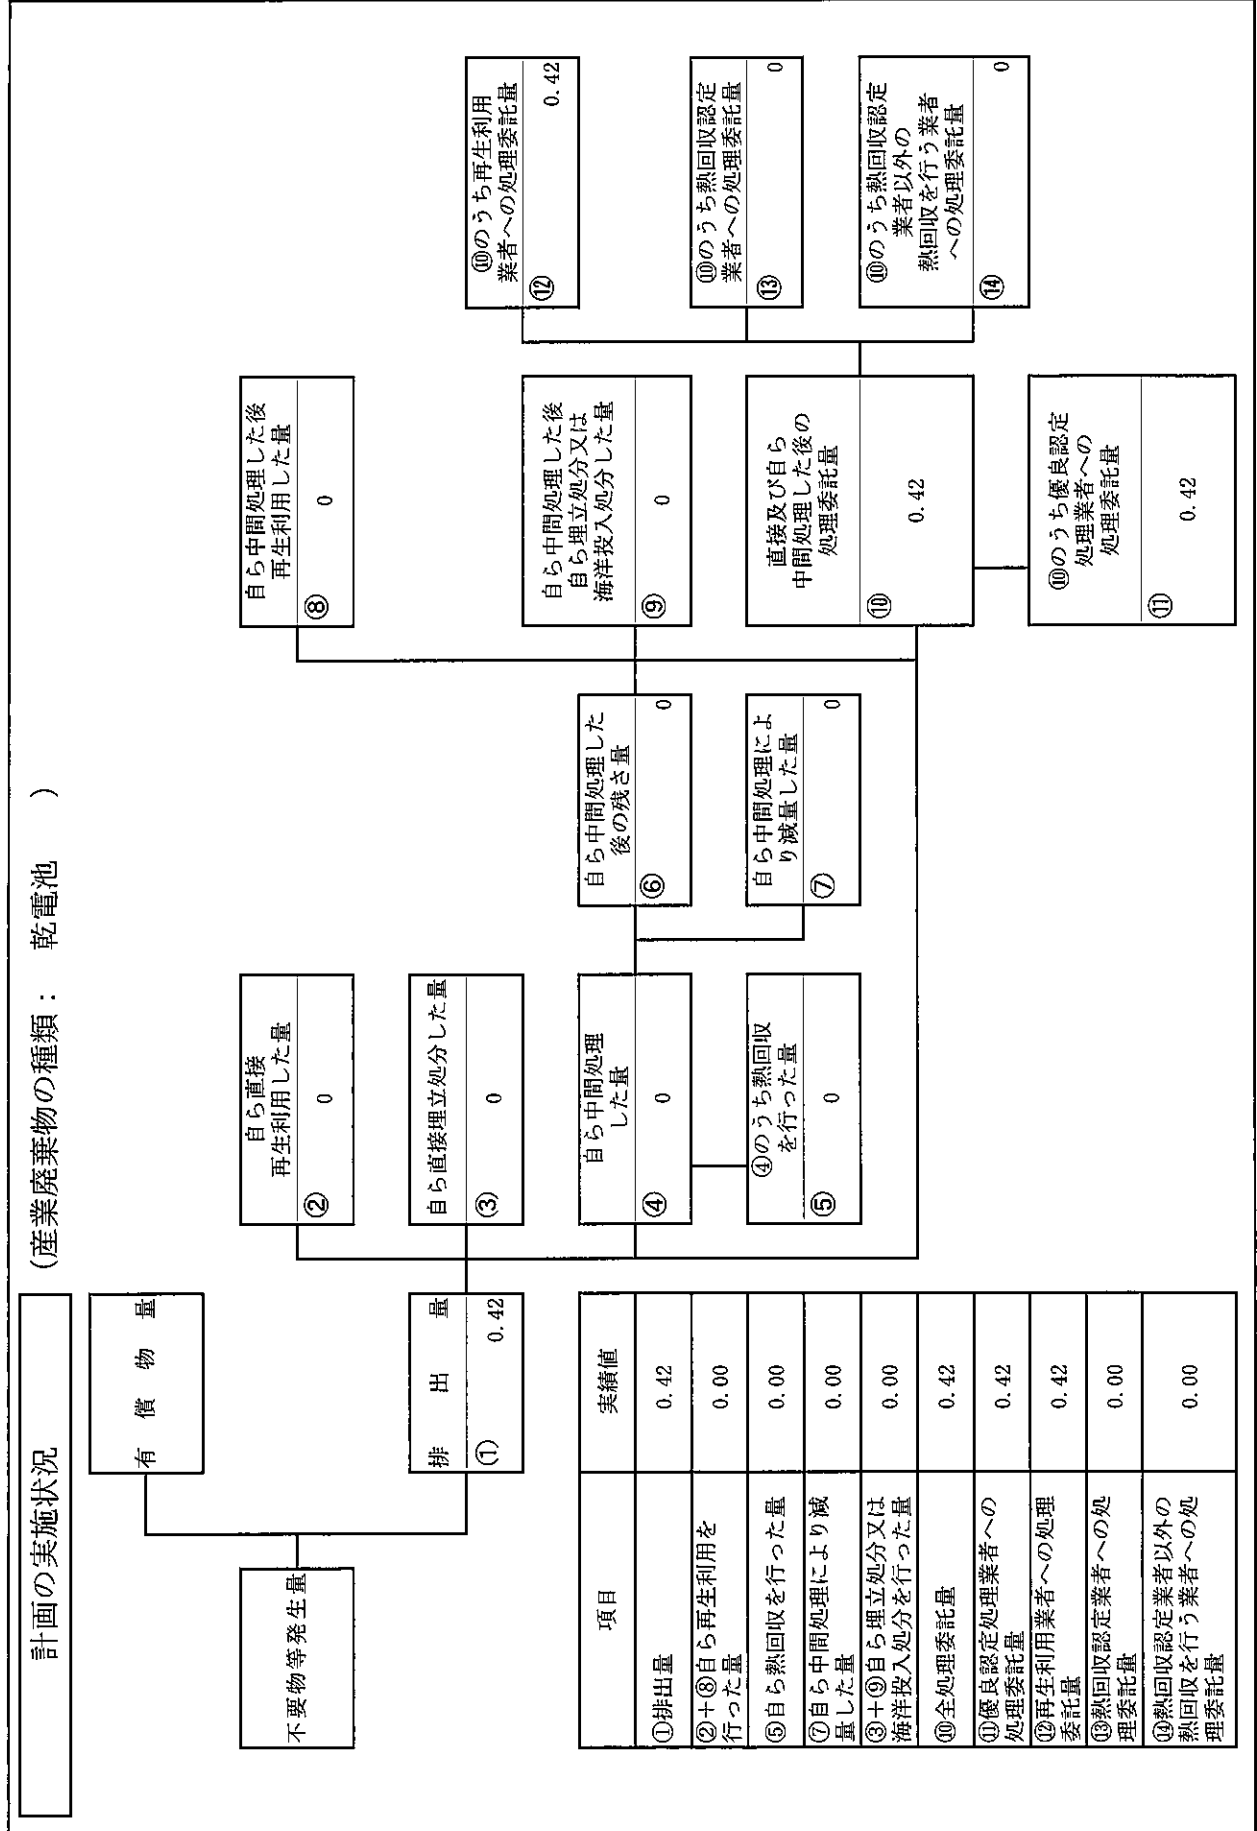 計画の実施状況
(産業廃棄物の種類： 乾電池 )
有償物量
不要物等発生量
排出量
① 0.42
自ら直接
再生利用した量
② 0
自ら直接埋立処分した量
③ 0
自ら中間処理
した量
④ 0
④のうち熱回収
を行った量
⑤ 0
自ら中間処理した
後の残さ量
⑥ 0
自ら中間処理によ
り減量した量
⑦ 0
自ら中間処理した後
再生利用した量
⑧ 0
自ら中間処理した後
自ら埋立処分又は
海洋投入処分した量
⑨ 0
直接及び自ら
中間処理した後の
処理委託量
⑩ 0.42
⑩のうち優良認定
処理業者への
処理委託量
⑪ 0.42
⑩のうち再生利用
業者への処理委託量
⑫ 0.42
⑩のうち熱回収認定
業者への処理委託量
⑬ 0
⑩のうち熱回収認定
業者以外の
熱回収を行う業者
への処理委託量
⑭ 0
項目 実績値
①排出量 0.42
②＋⑧自ら再生利用を
行った量 0.00
⑤自ら熱回収を行った量 0.00
⑦自ら中間処理により減
量した量 0.00
③＋⑨自ら埋立処分又は
海洋投入処分を行った量 0.00
⑩全処理委託量 0.42
⑪優良認定処理業者への
処理委託量 0.42
⑫再生利用業者への処理
委託量 0.42
⑬熱回収認定業者への処
理委託量 0.00
⑭熱回収認定業者以外の
熱回収を行う業者への処
理委託量 0.00